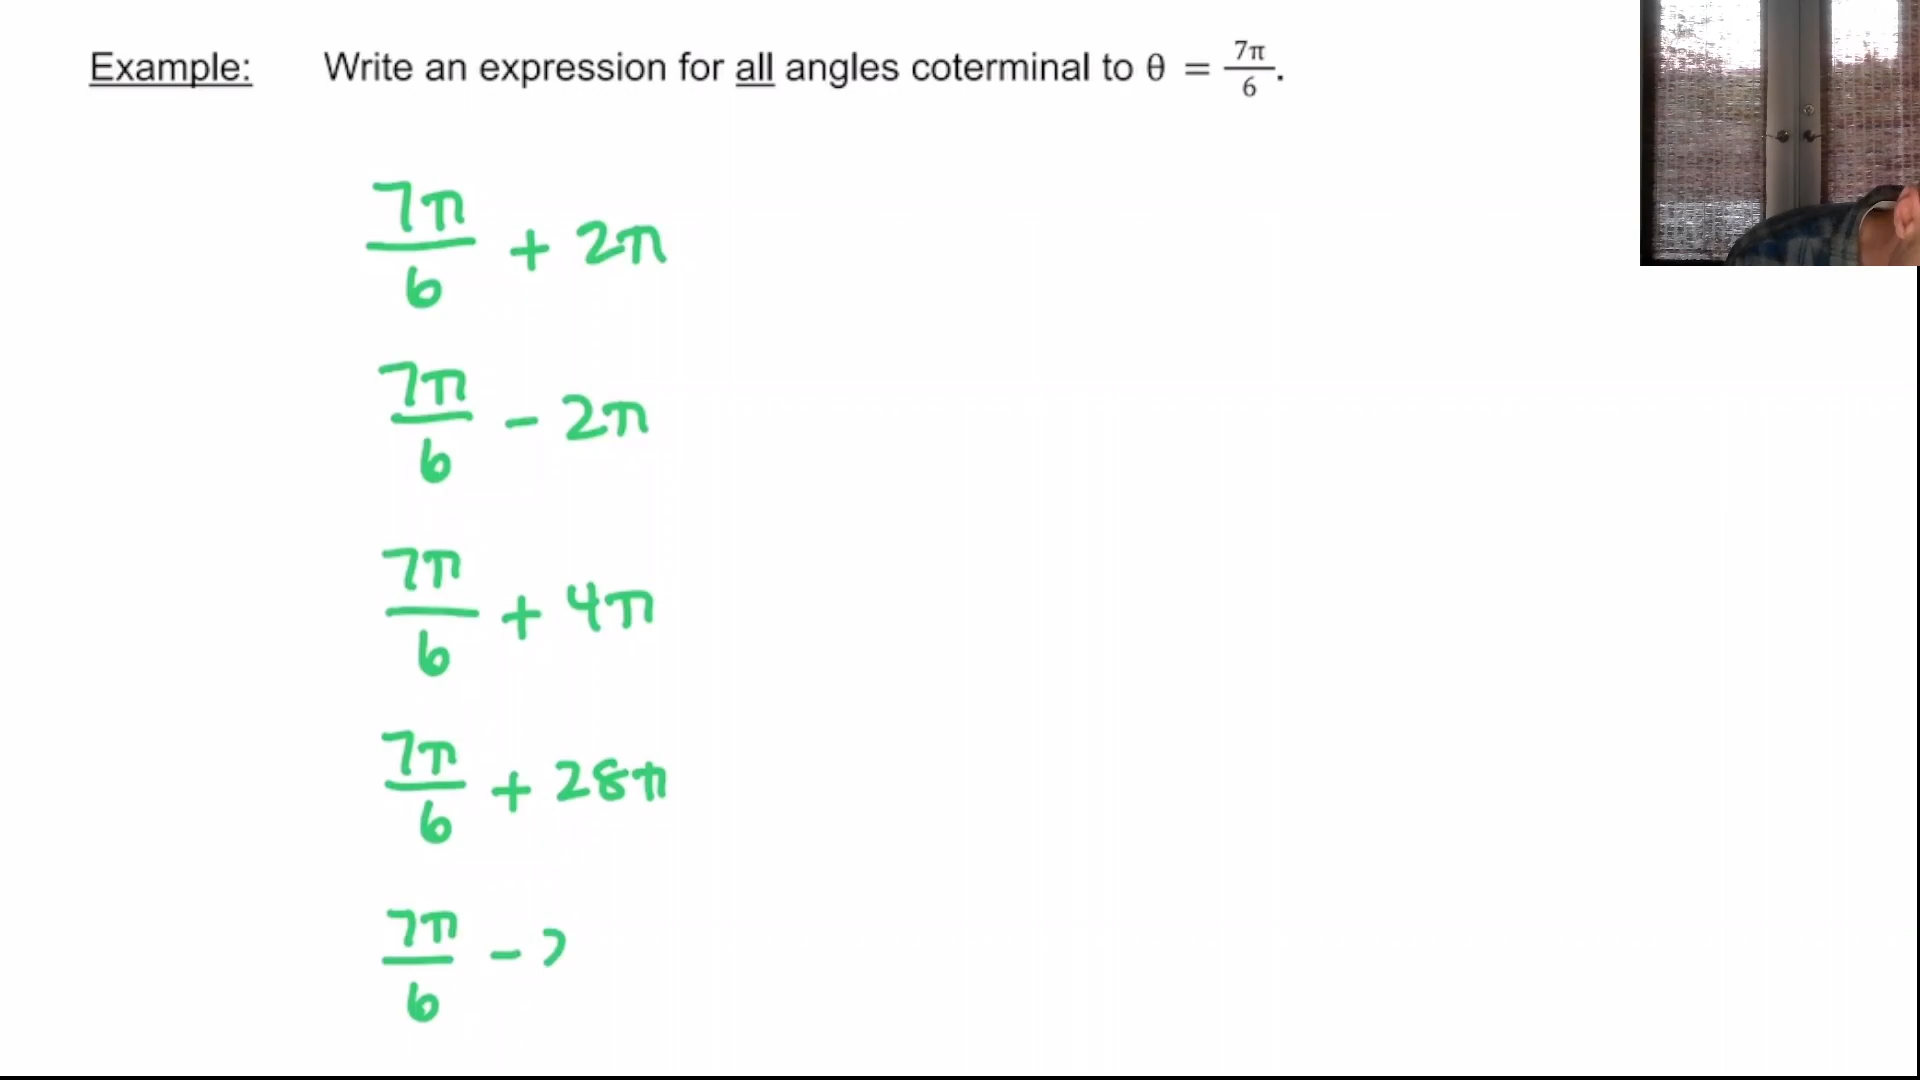 Example: Write an expression for all angles coterminal to θ = 7π/6.
7π/6 + 2π
7π/6 - 2π
7π/6 + 4π
7π/6 + 28π
7π/6 -